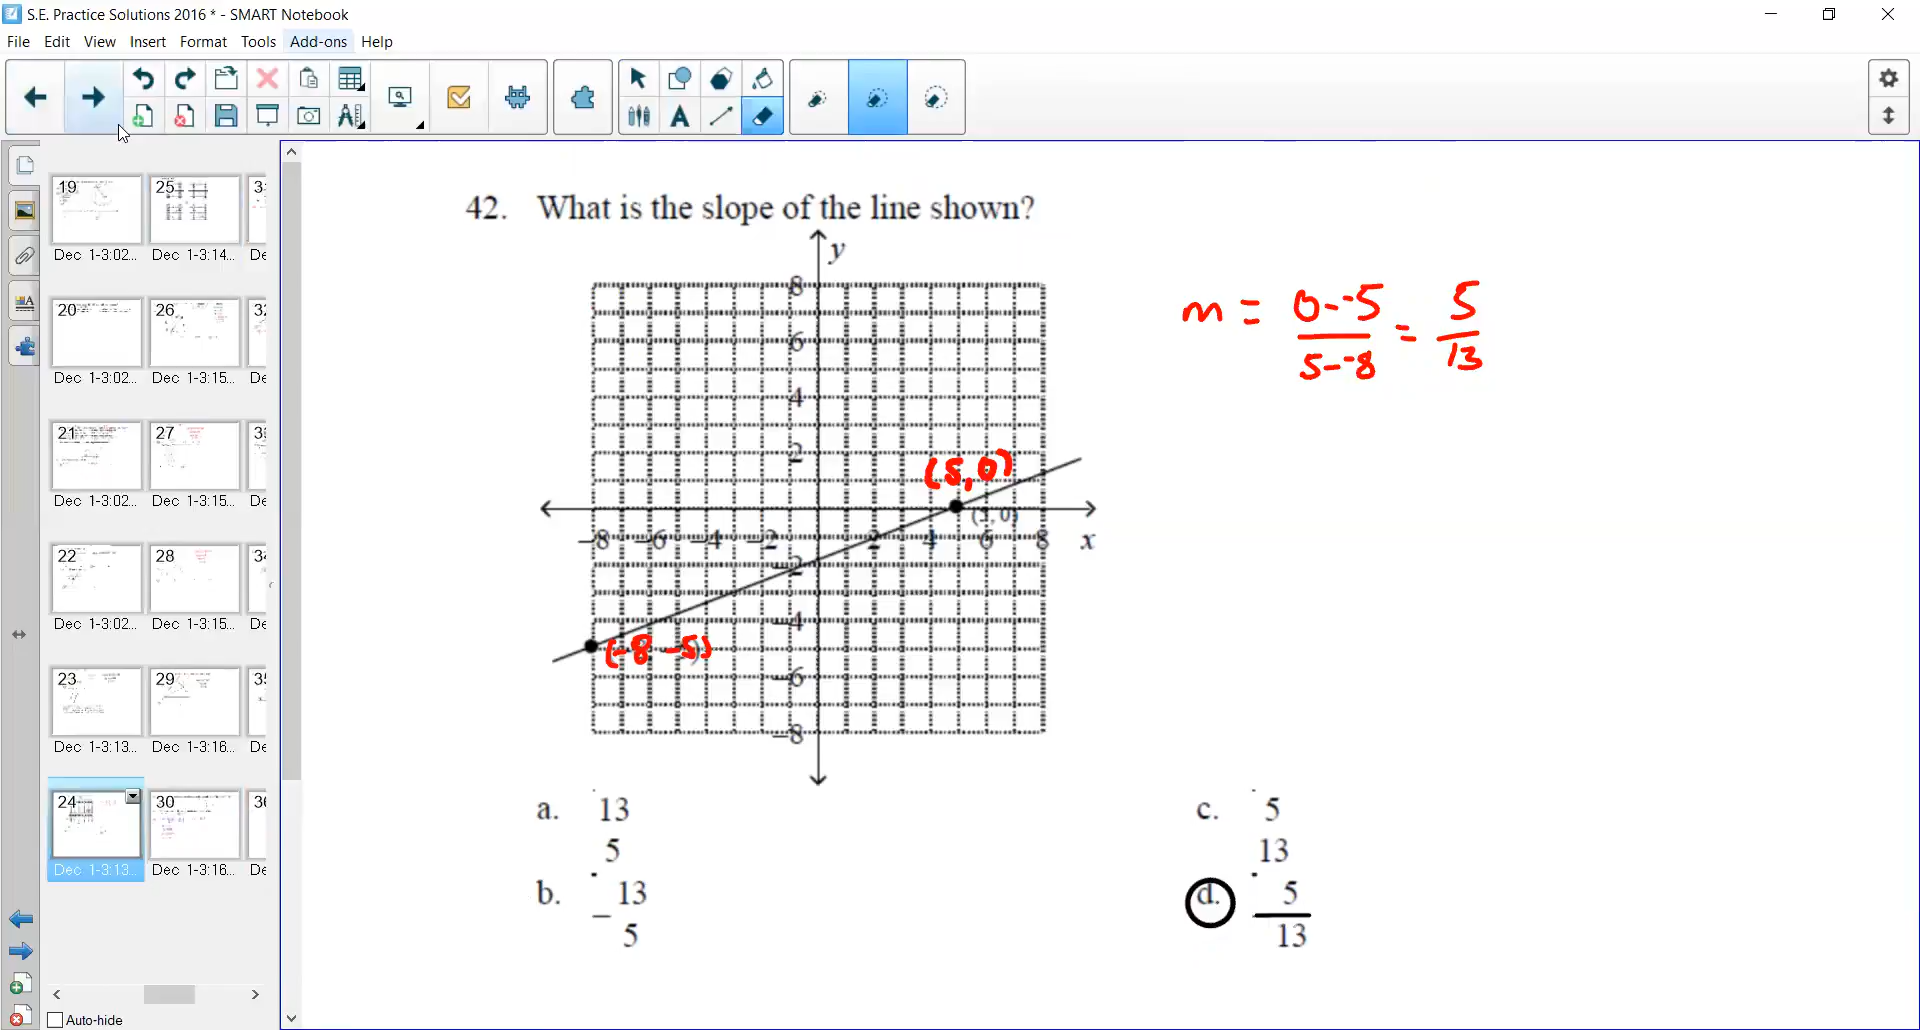 S.E. Practice Solutions 2016 * - SMART Notebook
File Edit View Insert Format Tools Add-ons Help
19 25
Dec 1-3:02... Dec 1-3:14... De
20 26
Dec 1-3:02... Dec 1-3:15... De
21 27
Dec 1-3:02... Dec 1-3:15... De
22 28
Dec 1-3:02... Dec 1-3:15... De
23 29
Dec 1-3:13... Dec 1-3:16... De
24 30
Dec 1-3:13... Dec 1-3:16... De
Auto-hide
42. What is the slope of the line shown?
y
8
6
4
2
(5, 0)
(5, 0)
-8 -6 -4 -2 2 4 6 8 x
-2
-4
(-8 -5)
-6
-8
m = 0--5 = 5
5--8 13
a. 13
5
b. 13
– 5
c. 5
13
d. 5
13